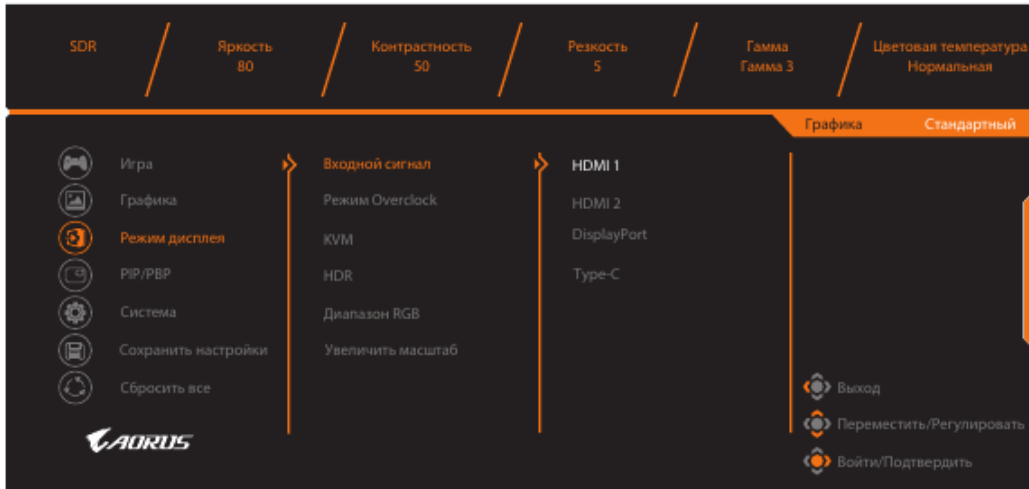 SDR
Яркость
80
Контрастность
50
Резкость
5
Гамма
Гамма 3
Цветовая температура
Нормальная
Графика Стандартный
Игра
Графика
Режим дисплея
PIP/PBP
Система
Сохранить настройки
Сбросить все
Входной сигнал
Режим Overclock
KVM
HDR
Диапазон RGB
Увеличить масштаб
HDMI 1
HDMI 2
DisplayPort
Type-C
Выход
Переместить/Регулировать
Войти/Подтвердить
AORUS